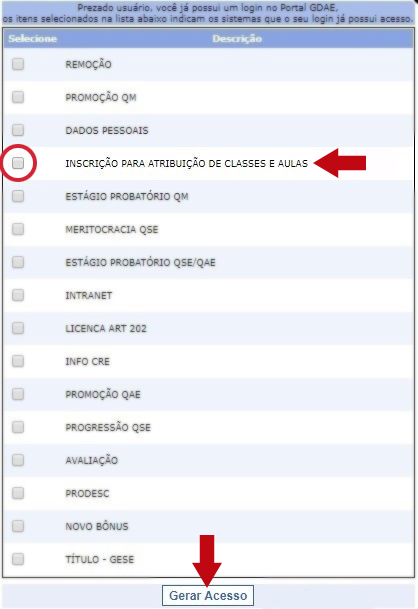 Prezado usuário, você já possui um login no Portal GDAE,
os itens selecionados na lista abaixo indicam os sistemas que o seu login já possui acesso.
Selecione Descrição
REMOÇÃO
PROMOÇÃO QM
DADOS PESSOAIS
INSCRIÇÃO PARA ATRIBUIÇÃO DE CLASSES E AULAS
ESTÁGIO PROBATÓRIO QM
MERITOCRACIA QSE
ESTÁGIO PROBATÓRIO QSE/QAE
INTRANET
LICENCA ART 202
INFO CRE
PROMOÇÃO QAE
PROGRESSÃO QSE
AVALIAÇÃO
PRODESC
NOVO BÔNUS
TÍTULO - GESE
Gerar Acesso